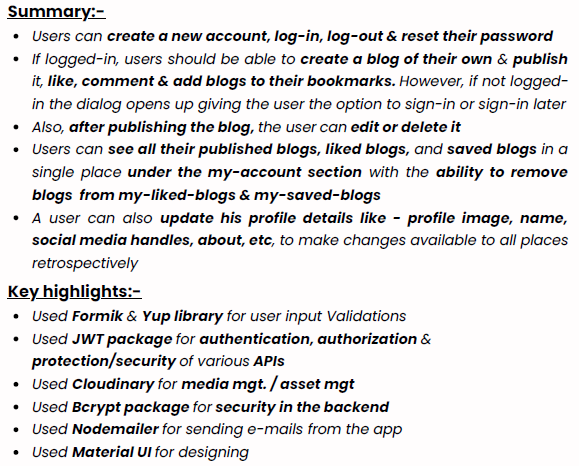 Summary:-
• Users can create a new account, log-in, log-out & reset their password
• If logged-in, users should be able to create a blog of their own & publish
it, like, comment & add blogs to their bookmarks. However, if not logged-
in the dialog opens up giving the user the option to sign-in or sign-in later
• Also, after publishing the blog, the user can edit or delete it
• Users can see all their published blogs, liked blogs, and saved blogs in a
single place under the my-account section with the ability to remove
blogs from my-liked-blogs & my-saved-blogs
• A user can also update his profile details like - profile image, name,
social media handles, about, etc, to make changes available to all places
retrospectively
Key highlights:-
• Used Formik & Yup library for user input Validations
• Used JWT package for authentication, authorization &
protection/security of various APIs
• Used Cloudinary for media mgt. / asset mgt
• Used Bcrypt package for security in the backend
• Used Nodemailer for sending e-mails from the app
• Used Material UI for designing